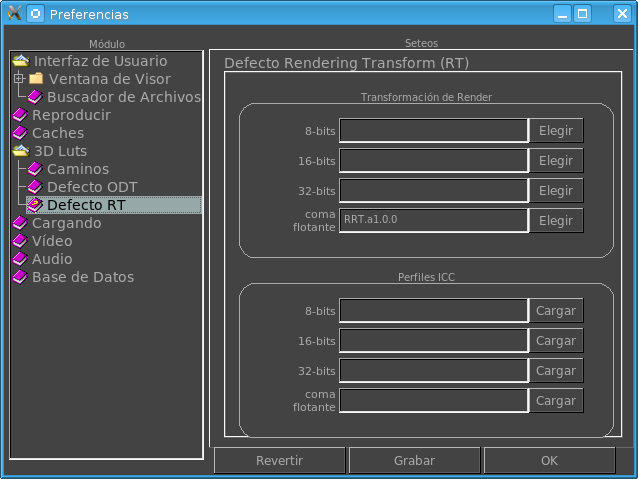 Preferencias
Módulo
Interfaz de Usuario
Ventana de Visor
Buscador de Archivos
Reproducir
Caches
3D Luts
Caminos
Defecto ODT
Defecto RT
Cargando
Vídeo
Audio
Base de Datos
Seteos
Defecto Rendering Transform (RT)
Transformación de Render
8-bits Elegir
16-bits Elegir
32-bits Elegir
coma
flotante RRT.a1.0.0 Elegir
Perfiles ICC
8-bits Cargar
16-bits Cargar
32-bits Cargar
coma
flotante Cargar
Revertir Grabar OK